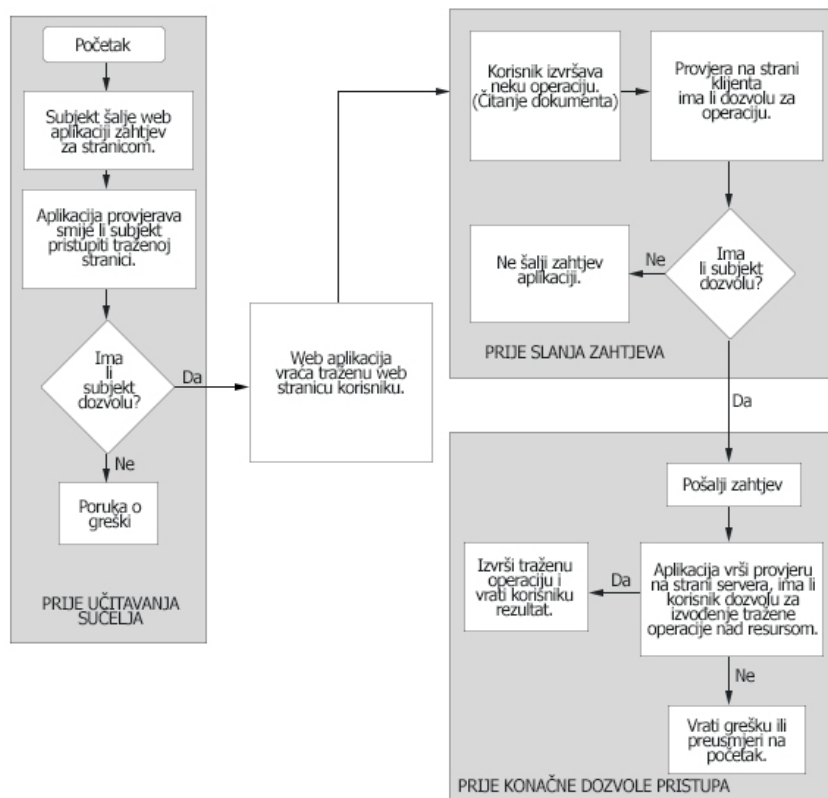 Početak
Subjekt šalje web
aplikaciji zahtjev
za stranicom.
Aplikacija provjerava
smije li subjekt
pristupiti traženoj
stranici.
Ima
li
subjekt
dozvolu?
Da
Ne
Poruka o
greški
PRIJE UČITAVANJA
SUČELJA
Web aplikacija
vraća traženu web
stranicu korisniku.
Korisnik izvršava
neku operaciju.
(Čitanje dokumenta)
Provjera na strani
klijenta
ima li dozvolu za
operaciju.
Ima
li subjekt
dozvolu?
Ne
Ne šalji zahtjev
aplikaciji.
PRIJE SLANJA ZAHTJEVA
Da
Pošalji zahtjev
Aplikacija vrši provjeru
na strani servera, ima li
korisnik dozvolu za
izvođenje tražene
operacije nad resursom.
Da
Izvrši traženu
operaciju i
vrati korisniku
rezultat.
Ne
Vrati grešku ili
preusmjeri na
početak.
PRIJE KONAČNE DOZVOLE PRISTUPA